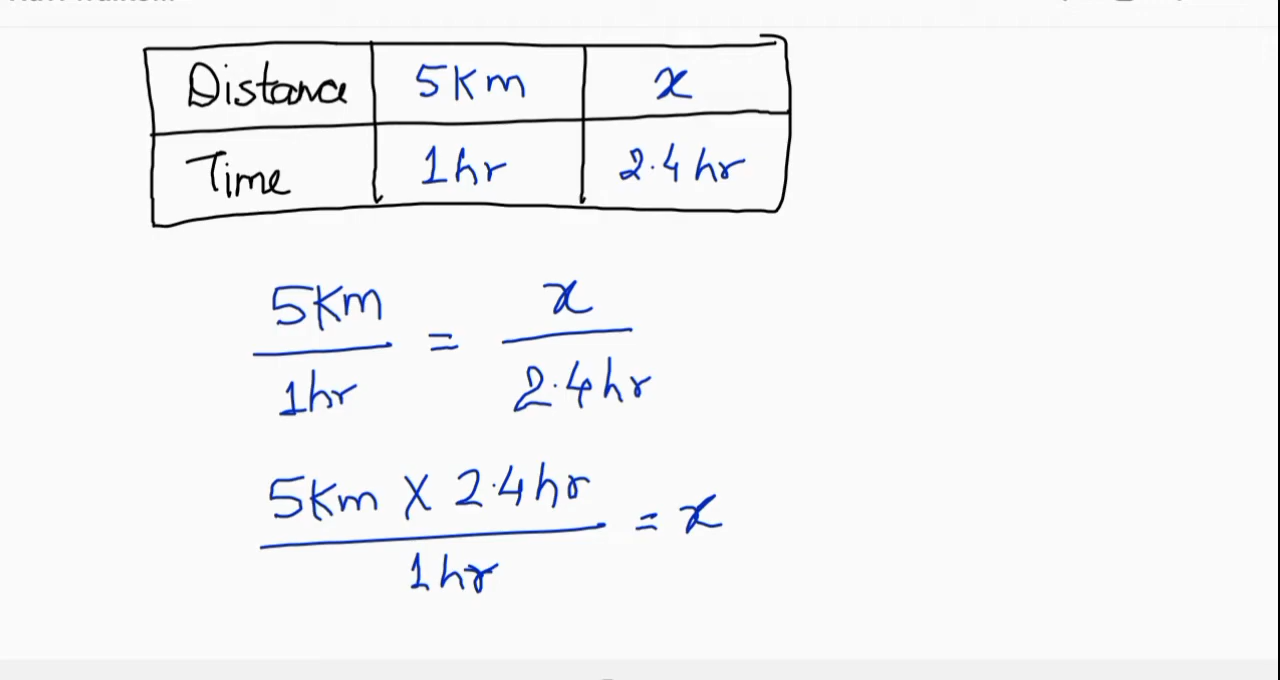 Distance 5Km x
Time 1hr 2.4hr
5Km/1hr = x/2.4hr
5Km X 2.4hr/1hr = x